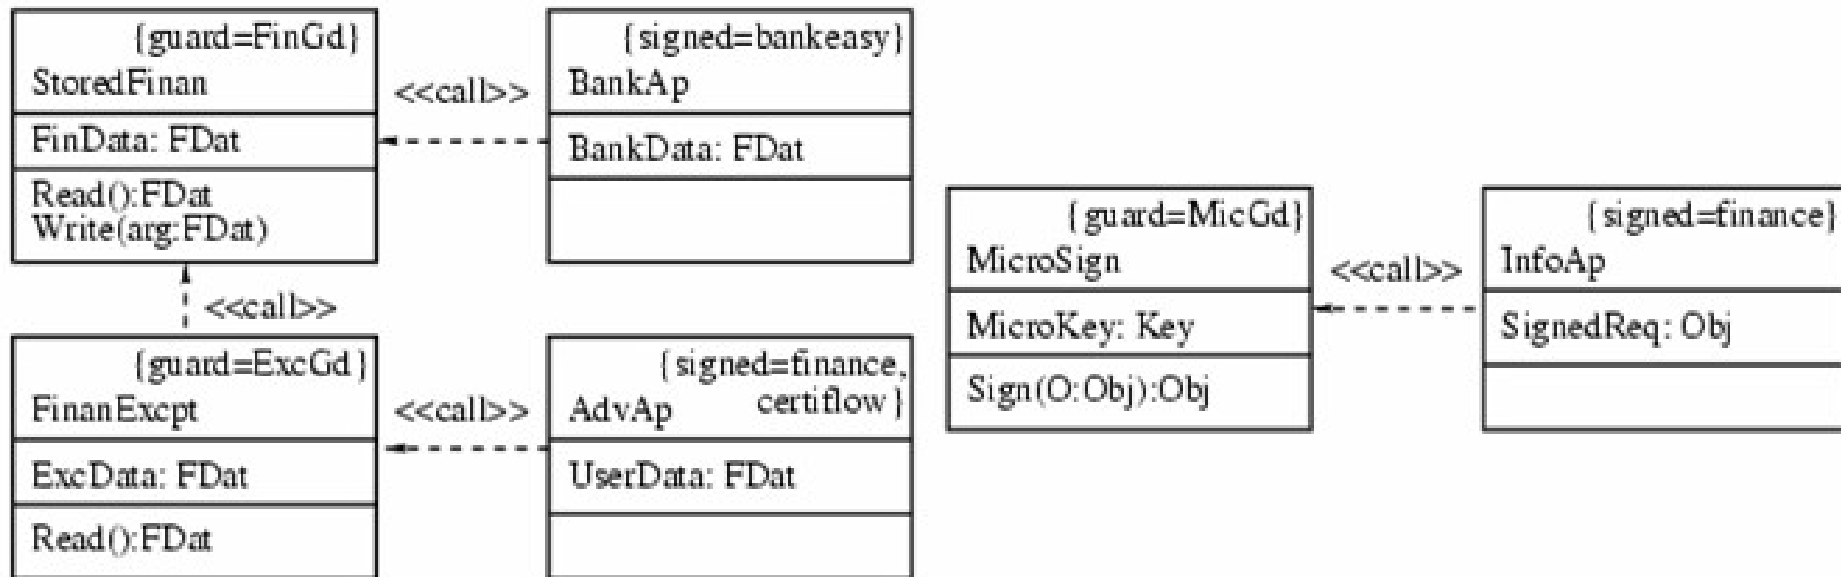 {guard=FinGd}
StoredFinan
FinData: FDat
Read():FDat
Write(arg:FDat)
<<call>>
{signed=bankeasy}
BankAp
BankData: FDat
<<call>>
{guard=ExcGd}
FinanExcpt
ExcData: FDat
Read():FDat
<<call>>
{signed=finance,
certiflow}
AdvAp
UserData: FDat
{guard=MicGd}
MicroSign
MicroKey: Key
Sign(O:Obj):Obj
<<call>>
{signed=finance}
InfoAp
SignedReq: Obj